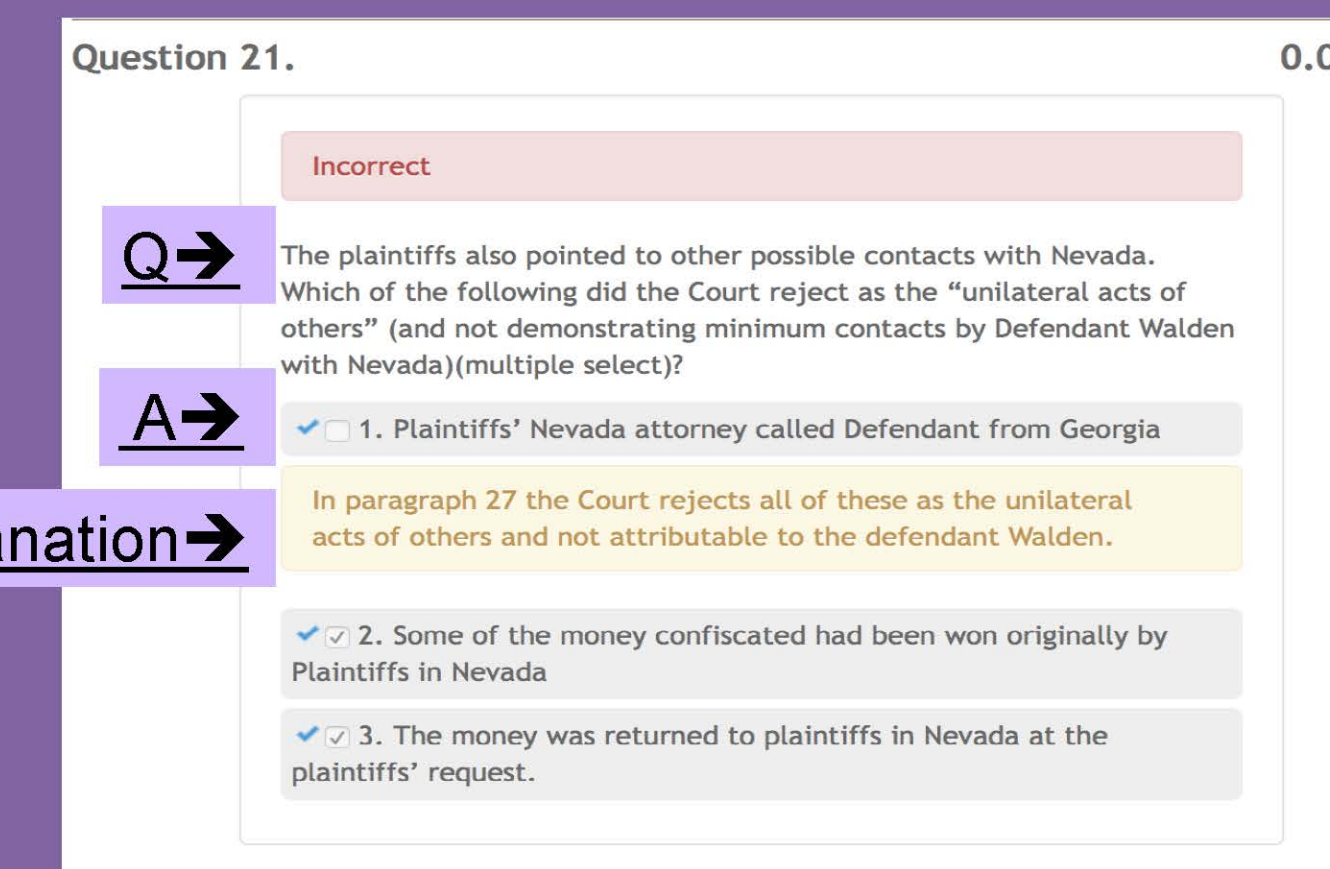 Question 21.
0.0
Incorrect
Q➔
The plaintiffs also pointed to other possible contacts with Nevada.
Which of the following did the Court reject as the “unilateral acts of
others” (and not demonstrating minimum contacts by Defendant Walden
with Nevada)(multiple select)?
A➔
1. Plaintiffs’ Nevada attorney called Defendant from Georgia
anation➔
In paragraph 27 the Court rejects all of these as the unilateral
acts of others and not attributable to the defendant Walden.
2. Some of the money confiscated had been won originally by
Plaintiffs in Nevada
3. The money was returned to plaintiffs in Nevada at the
plaintiffs’ request.